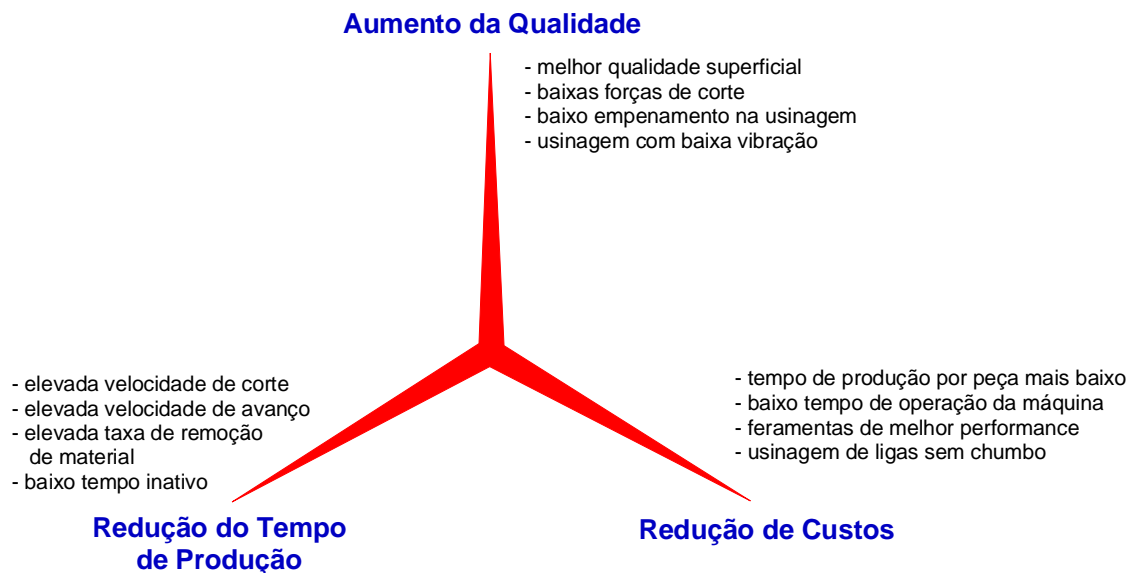 Aumento da Qualidade
- melhor qualidade superficial
- baixas forças de corte
- baixo empenamento na usinagem
- usinagem com baixa vibração
- elevada velocidade de corte
- elevada velocidade de avanço
- elevada taxa de remoção
de material
- baixo tempo inativo
Redução do Tempo
de Produção
- tempo de produção por peça mais baixo
- baixo tempo de operação da máquina
- feramentas de melhor performance
- usinagem de ligas sem chumbo
Redução de Custos